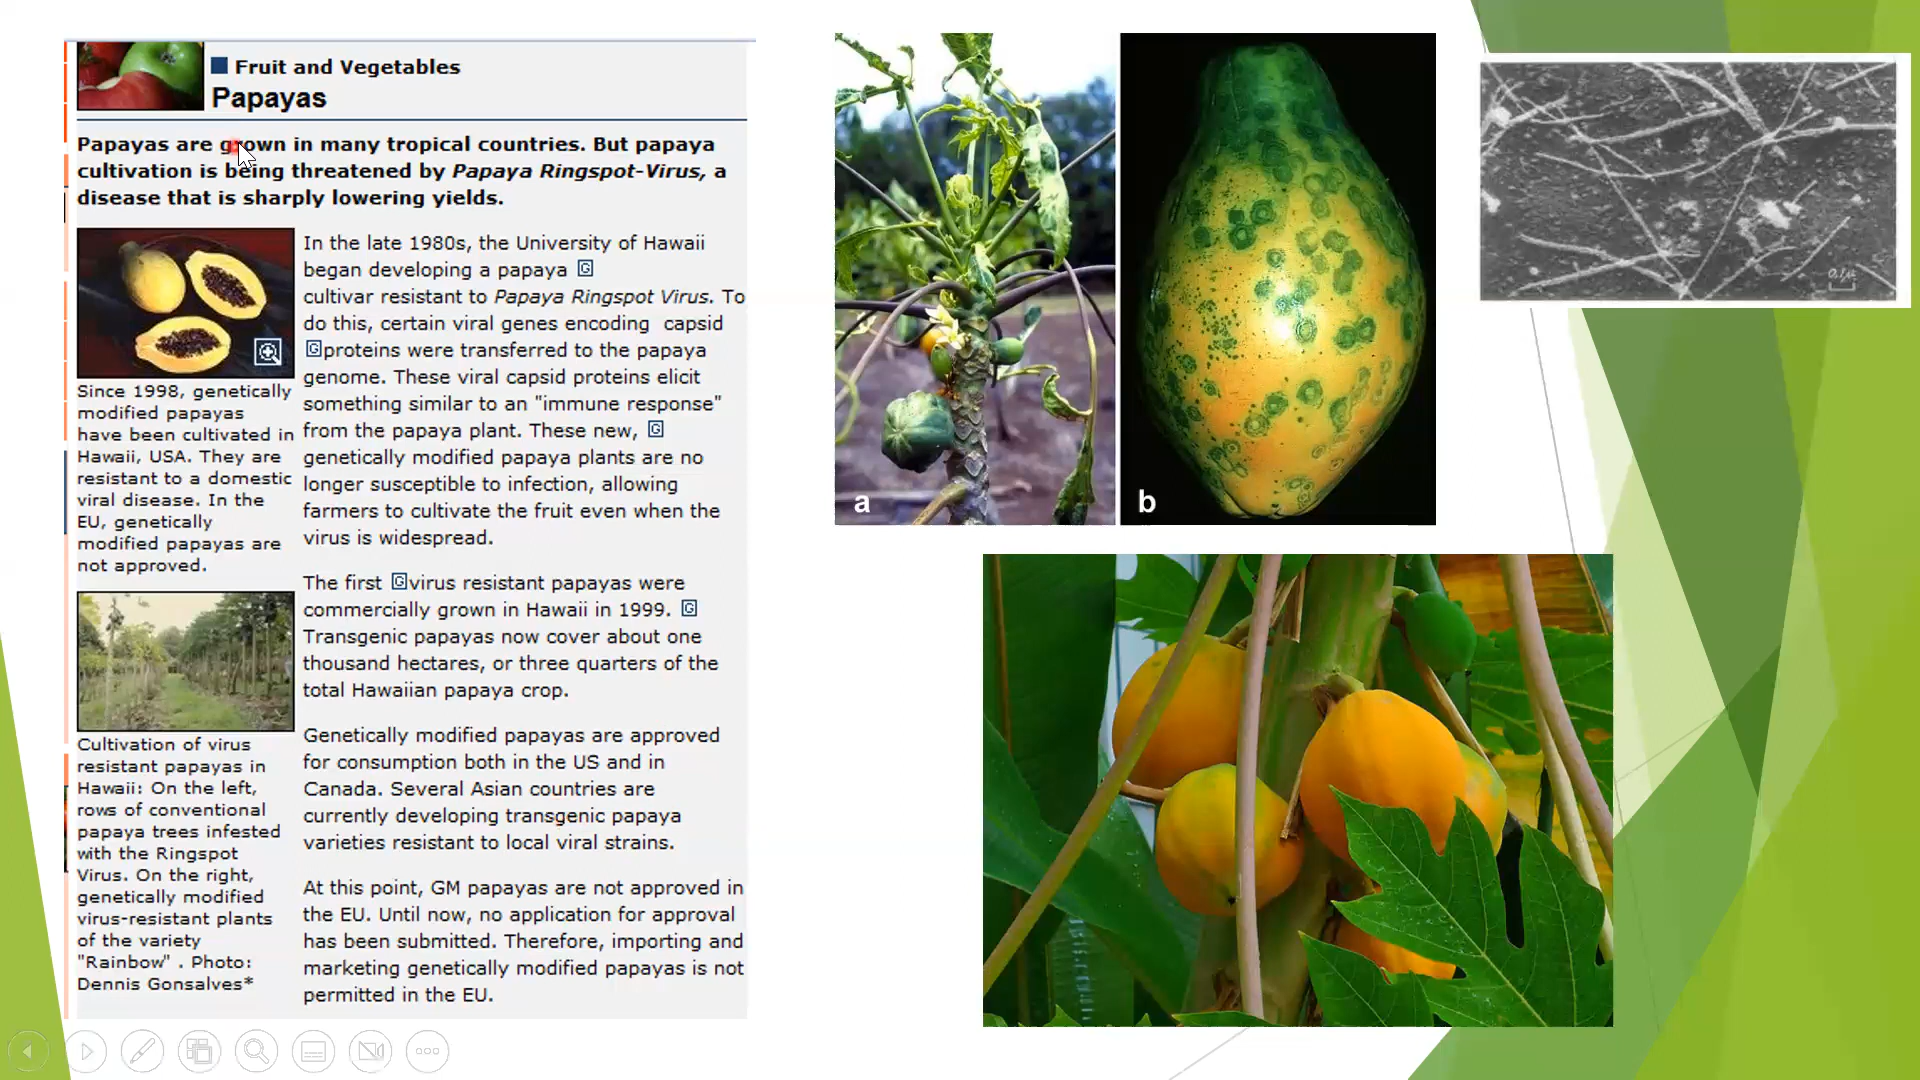 Fruit and Vegetables
Papayas
Papayas are grown in many tropical countries. But papaya
cultivation is being threatened by Papaya Ringspot-Virus, a
disease that is sharply lowering yields.
Since 1998, genetically
modified papayas
have been cultivated in
Hawaii, USA. They are
resistant to a domestic
viral disease. In the
EU, genetically
modified papayas are
not approved.
Cultivation of virus
resistant papayas in
Hawaii: On the left,
rows of conventional
papaya trees infested
with the Ringspot
Virus. On the right,
genetically modified
virus-resistant plants
of the variety
"Rainbow" . Photo:
Dennis Gonsalves*
In the late 1980s, the University of Hawaii
began developing a papaya G
cultivar resistant to Papaya Ringspot Virus. To
do this, certain viral genes encoding capsid
G proteins were transferred to the papaya
genome. These viral capsid proteins elicit
something similar to an "immune response"
from the papaya plant. These new, G
genetically modified papaya plants are no
longer susceptible to infection, allowing
farmers to cultivate the fruit even when the
virus is widespread.
The first G virus resistant papayas were
commercially grown in Hawaii in 1999. G
Transgenic papayas now cover about one
thousand hectares, or three quarters of the
total Hawaiian papaya crop.
Genetically modified papayas are approved
for consumption both in the US and in
Canada. Several Asian countries are
currently developing transgenic papaya
varieties resistant to local viral strains.
At this point, GM papayas are not approved in
the EU. Until now, no application for approval
has been submitted. Therefore, importing and
marketing genetically modified papayas is not
permitted in the EU.
a
b